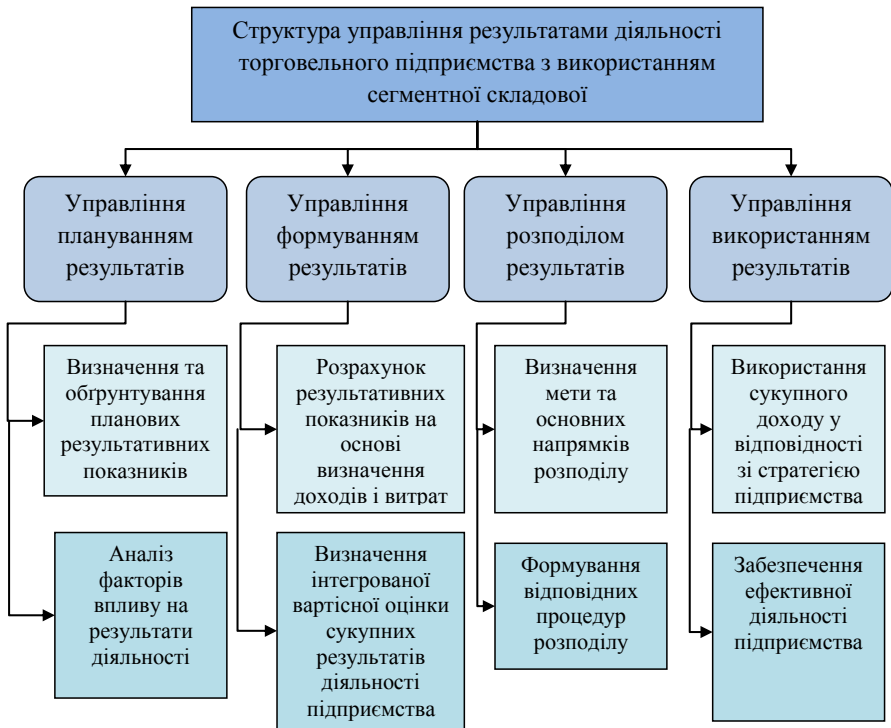 Структура управління результатами діяльності
торговельного підприємства з використанням
сегментної складової
Управління
плануванням
результатів
Управління
формуванням
результатів
Управління
розподілом
результатів
Управління
використанням
результатів
Визначення та
обґрунтування
планових
результативних
показників
Розрахунок
результативних
показників на
основі
визначення
доходів і витрат
Визначення
мети та
основних
напрямків
розподілу
Використання
сукупного
доходу у
відповідності
зі стратегією
підприємства
Аналіз
факторів
впливу на
результати
діяльності
Визначення
інтегрованої
вартісної оцінки
сукупних
результатів
діяльності
підприємства
Формування
відповідних
процедур
розподілу
Забезпечення
ефективної
діяльності
підприємства